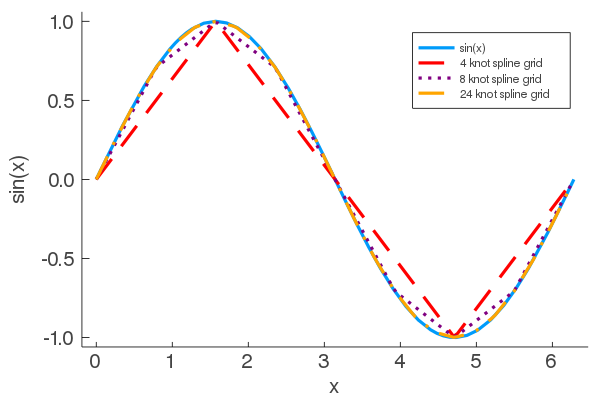 1.0
0.5
0.0
-0.5
-1.0
sin(x)
sin(x)
4 knot spline grid
8 knot spline grid
24 knot spline grid
0 1 2 3 4 5 6
x